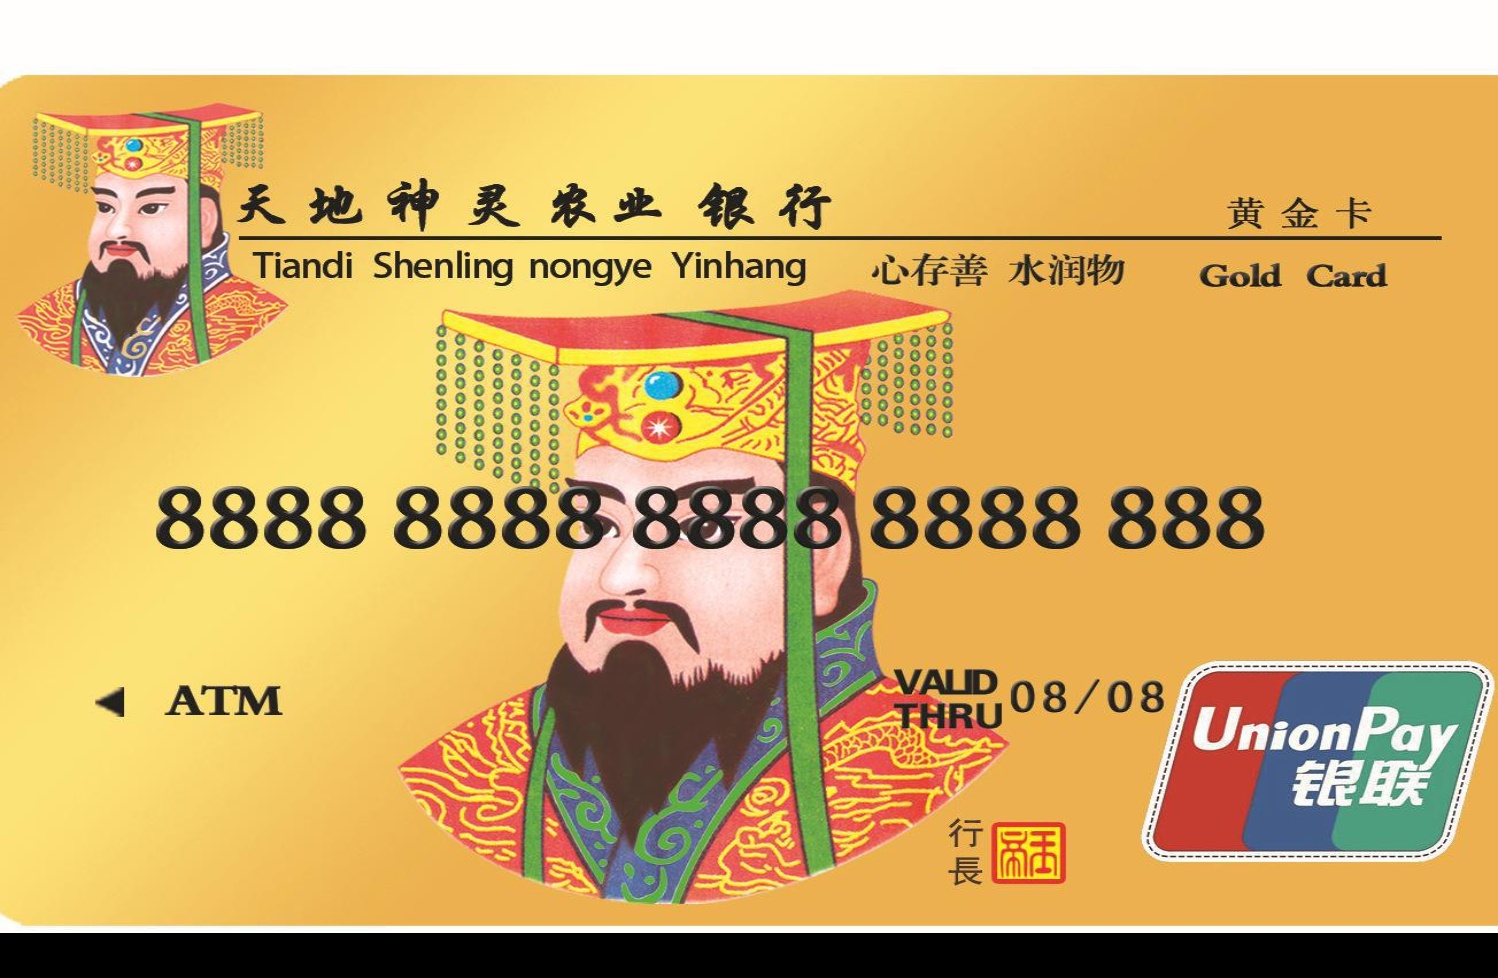 天地神灵农业银行
黄金卡
Tiandi Shenling nongye Yinhang
心存善 水润物
Gold Card
8888 8888 8888 8888 888
ATM
VALID
THRU
08/08
UnionPay
银联
行
長